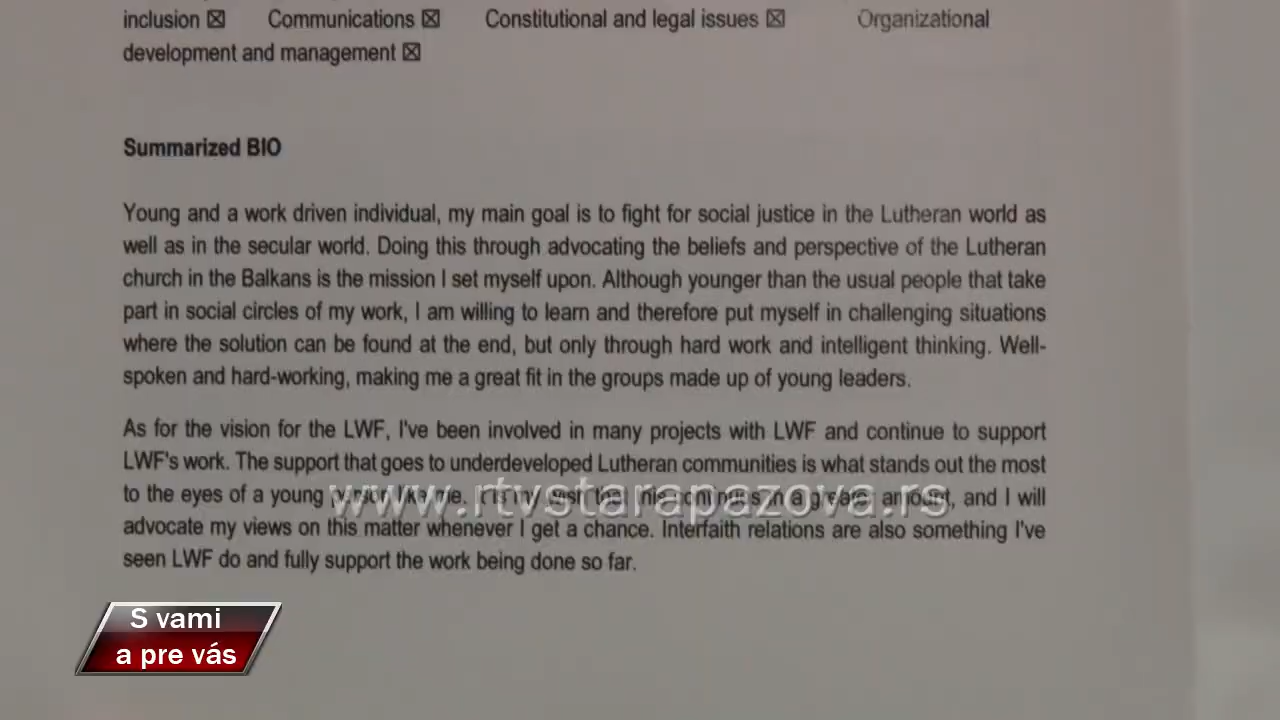 inclusion ☒ Communications ☒ Constitutional and legal issues ☒ Organizational
development and management ☒
Summarized BIO
Young and a work driven individual, my main goal is to fight for social justice in the Lutheran world as
well as in the secular world. Doing this through advocating the beliefs and perspective of the Lutheran
church in the Balkans is the mission I set myself upon. Although younger than the usual people that take
part in social circles of my work, I am willing to learn and therefore put myself in challenging situations
where the solution can be found at the end, but only through hard work and intelligent thinking. Well-
spoken and hard-working, making me a great fit in the groups made up of young leaders.
As for the vision for the LWF, I've been involved in many projects with LWF and continue to support
LWF's work. The support that goes to underdeveloped Lutheran communities is what stands out the most
to the eyes of a young person like me. It is my wish that in a amount, and I will
www.rtvstarapazova.rs
advocate my views on this matter whenever I get a chance. Interfaith relations are also something I've
seen LWF do and fully support the work being done so far.
S vami
a pre vás